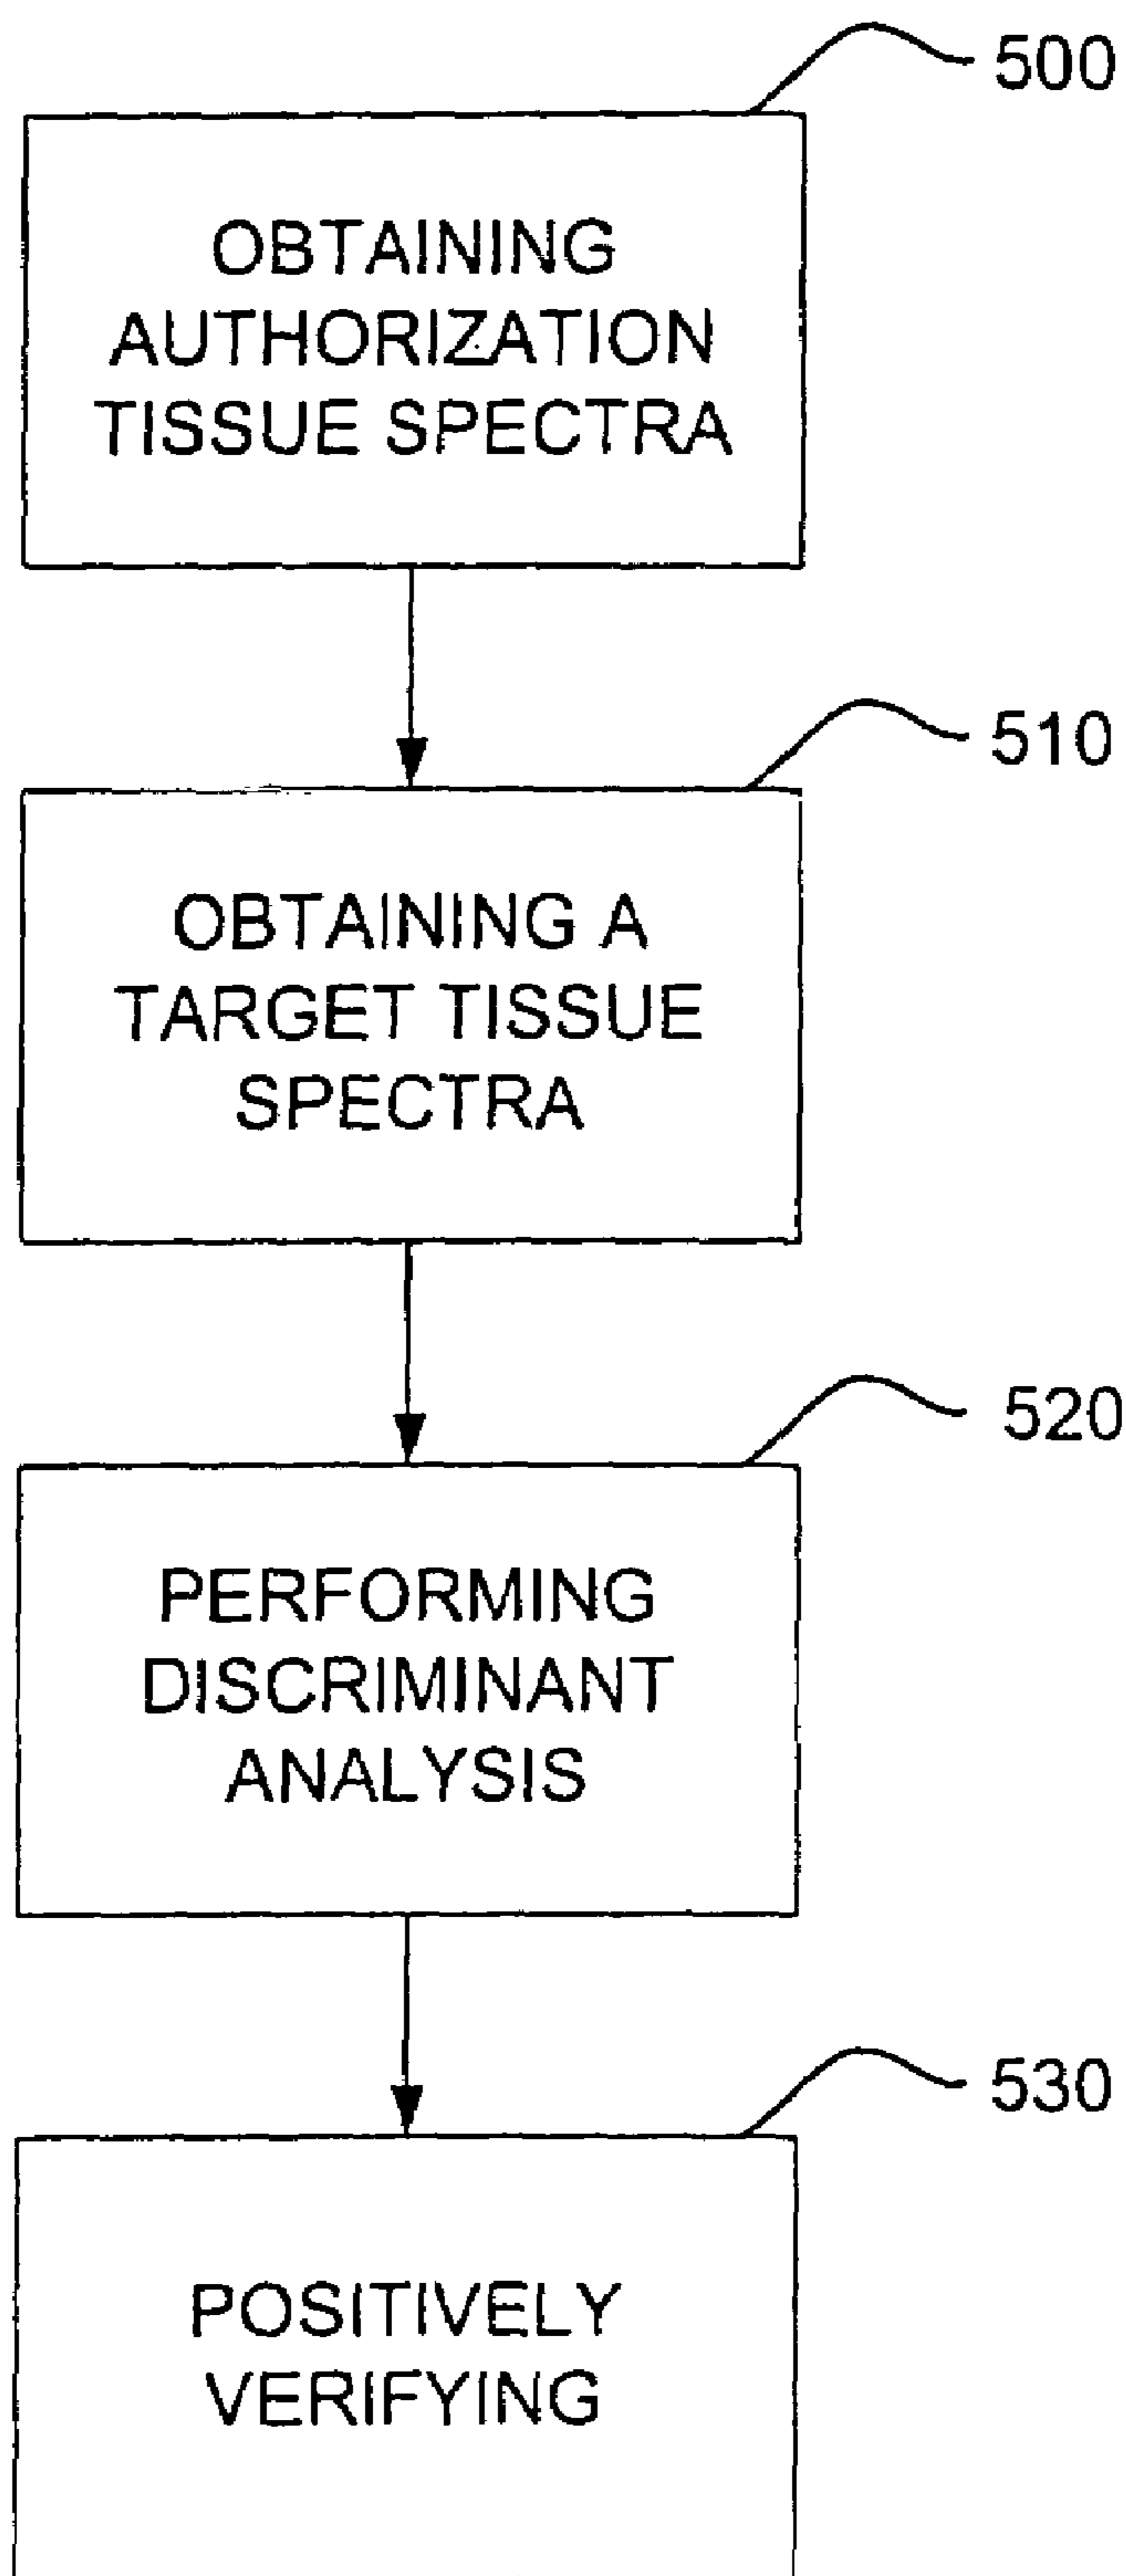 500
OBTAINING
AUTHORIZATION
TISSUE SPECTRA
510
OBTAINING A
TARGET TISSUE
SPECTRA
520
PERFORMING
DISCRIMINANT
ANALYSIS
530
POSITIVELY
VERIFYING